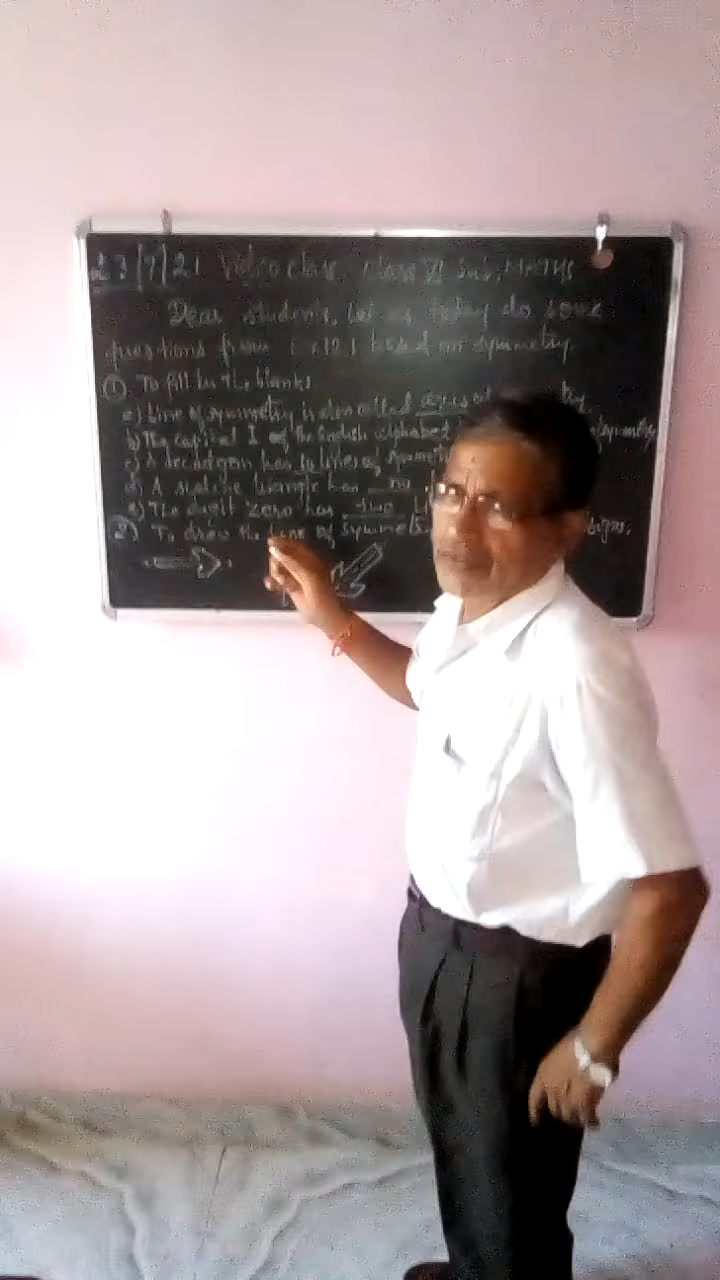 23/7/21 Video class, class VI Sub, MATHS
Dear students, let us today do some
questions from Ex 12.1 based on symmetry.
① To fill in the blanks
a) Line of symmetry is also called axis of
b) The capital I of the English alphabet symmetry
c) A decadgon has 10 lines of symmetry
d) A scalene triangle has no
e) The digit zero has two
2) To draw the line of symmetry